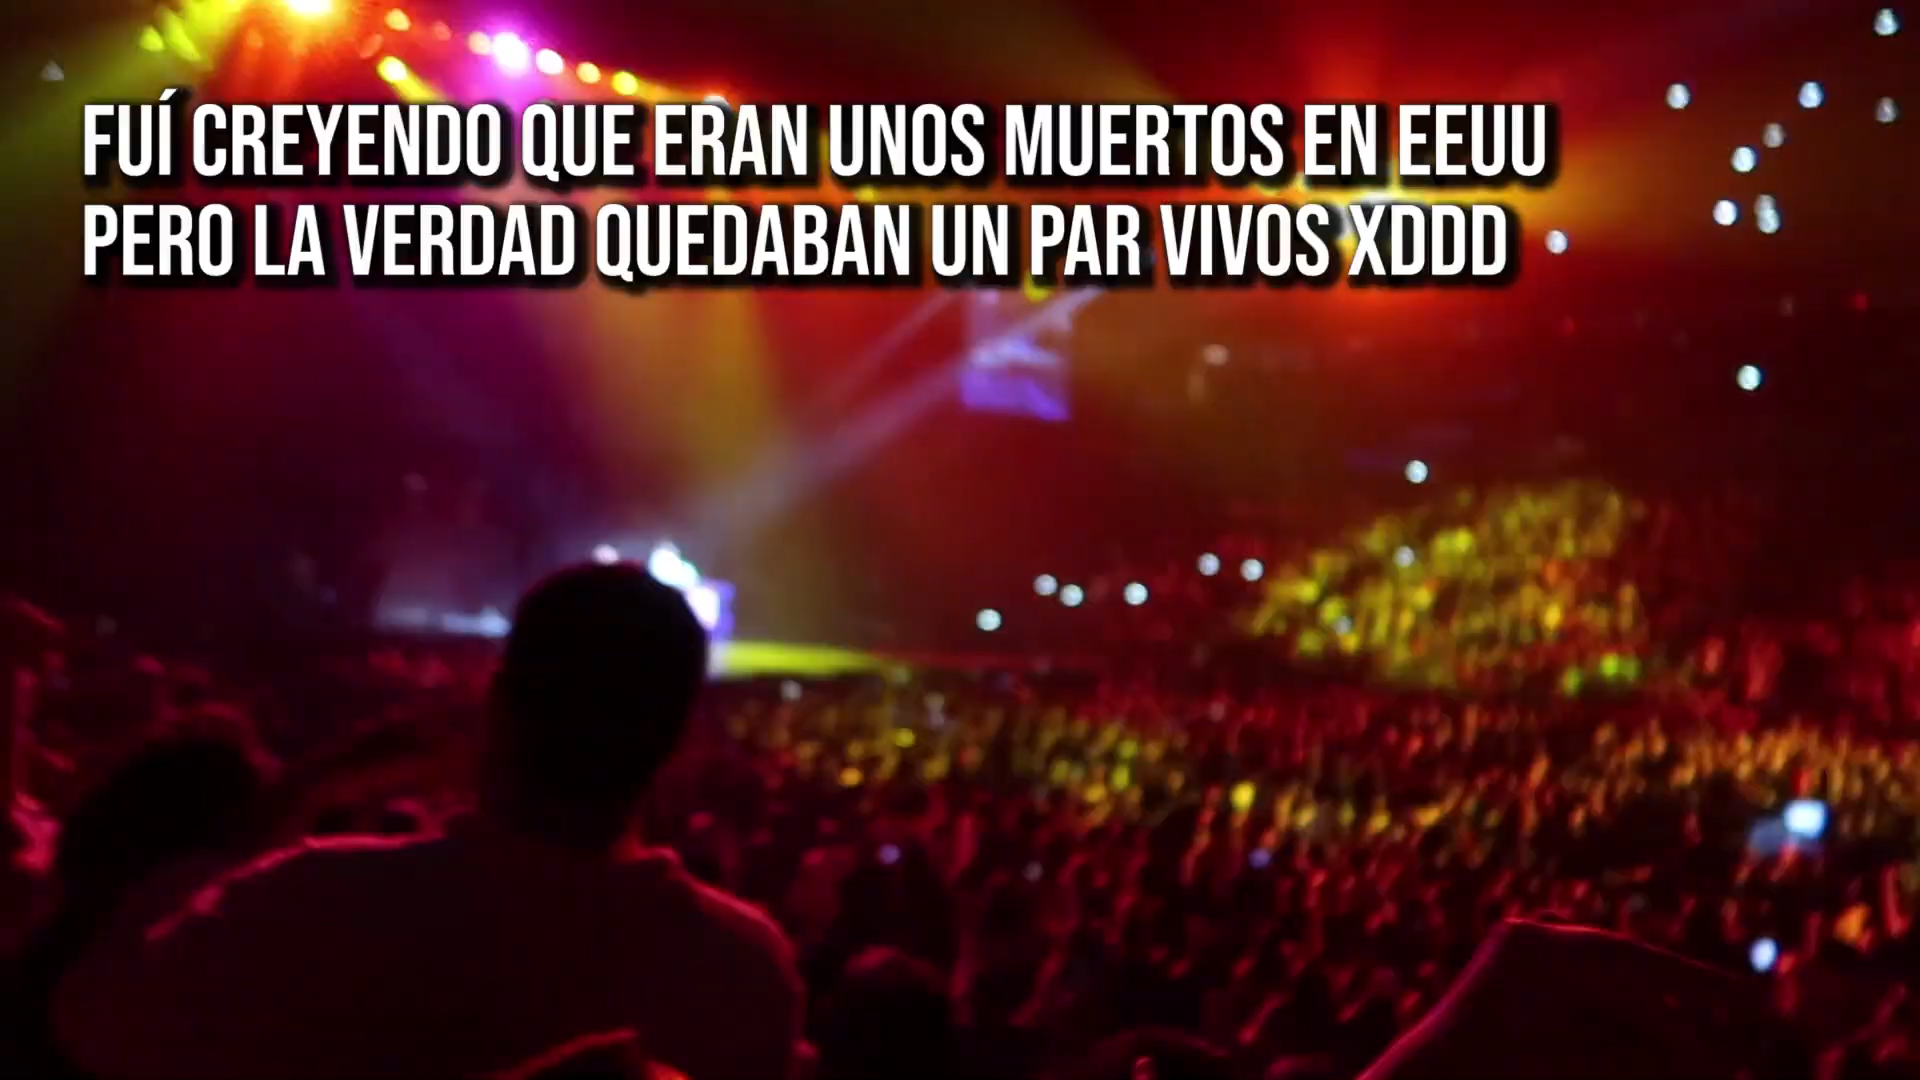 FUÍ CREYENDO QUE ERAN UNOS MUERTOS EN EEUU
PERO LA VERDAD QUEDABAN UN PAR VIVOS XDDD